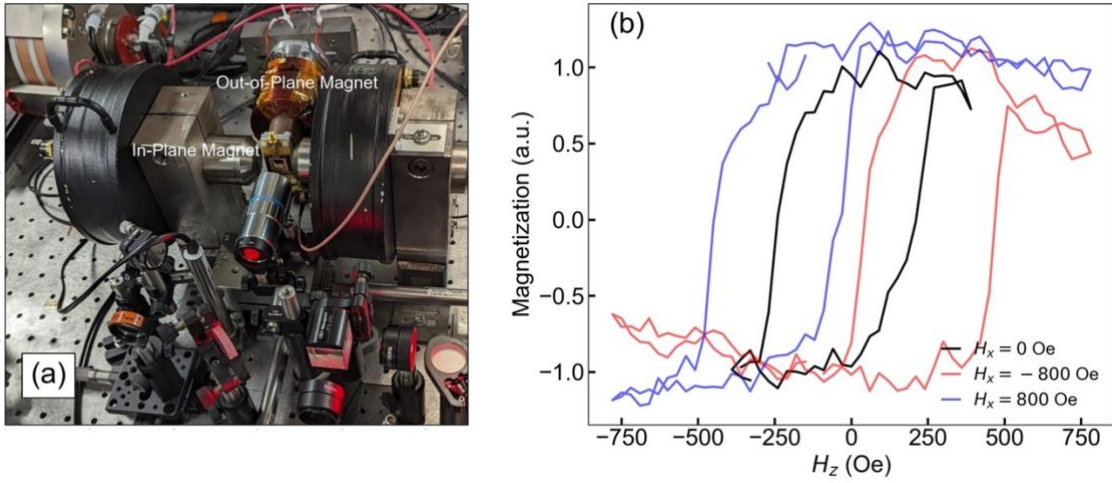 (a)
Out-of-Plane Magnet
In-Plane Magnet
(b)
Magnetization (a.u.)
1.0
0.5
0.0
−0.5
−1.0
−750
−500
−250
0
250
500
750
H_z (Oe)
H_x = 0 Oe
H_x = − 800 Oe
H_x = 800 Oe